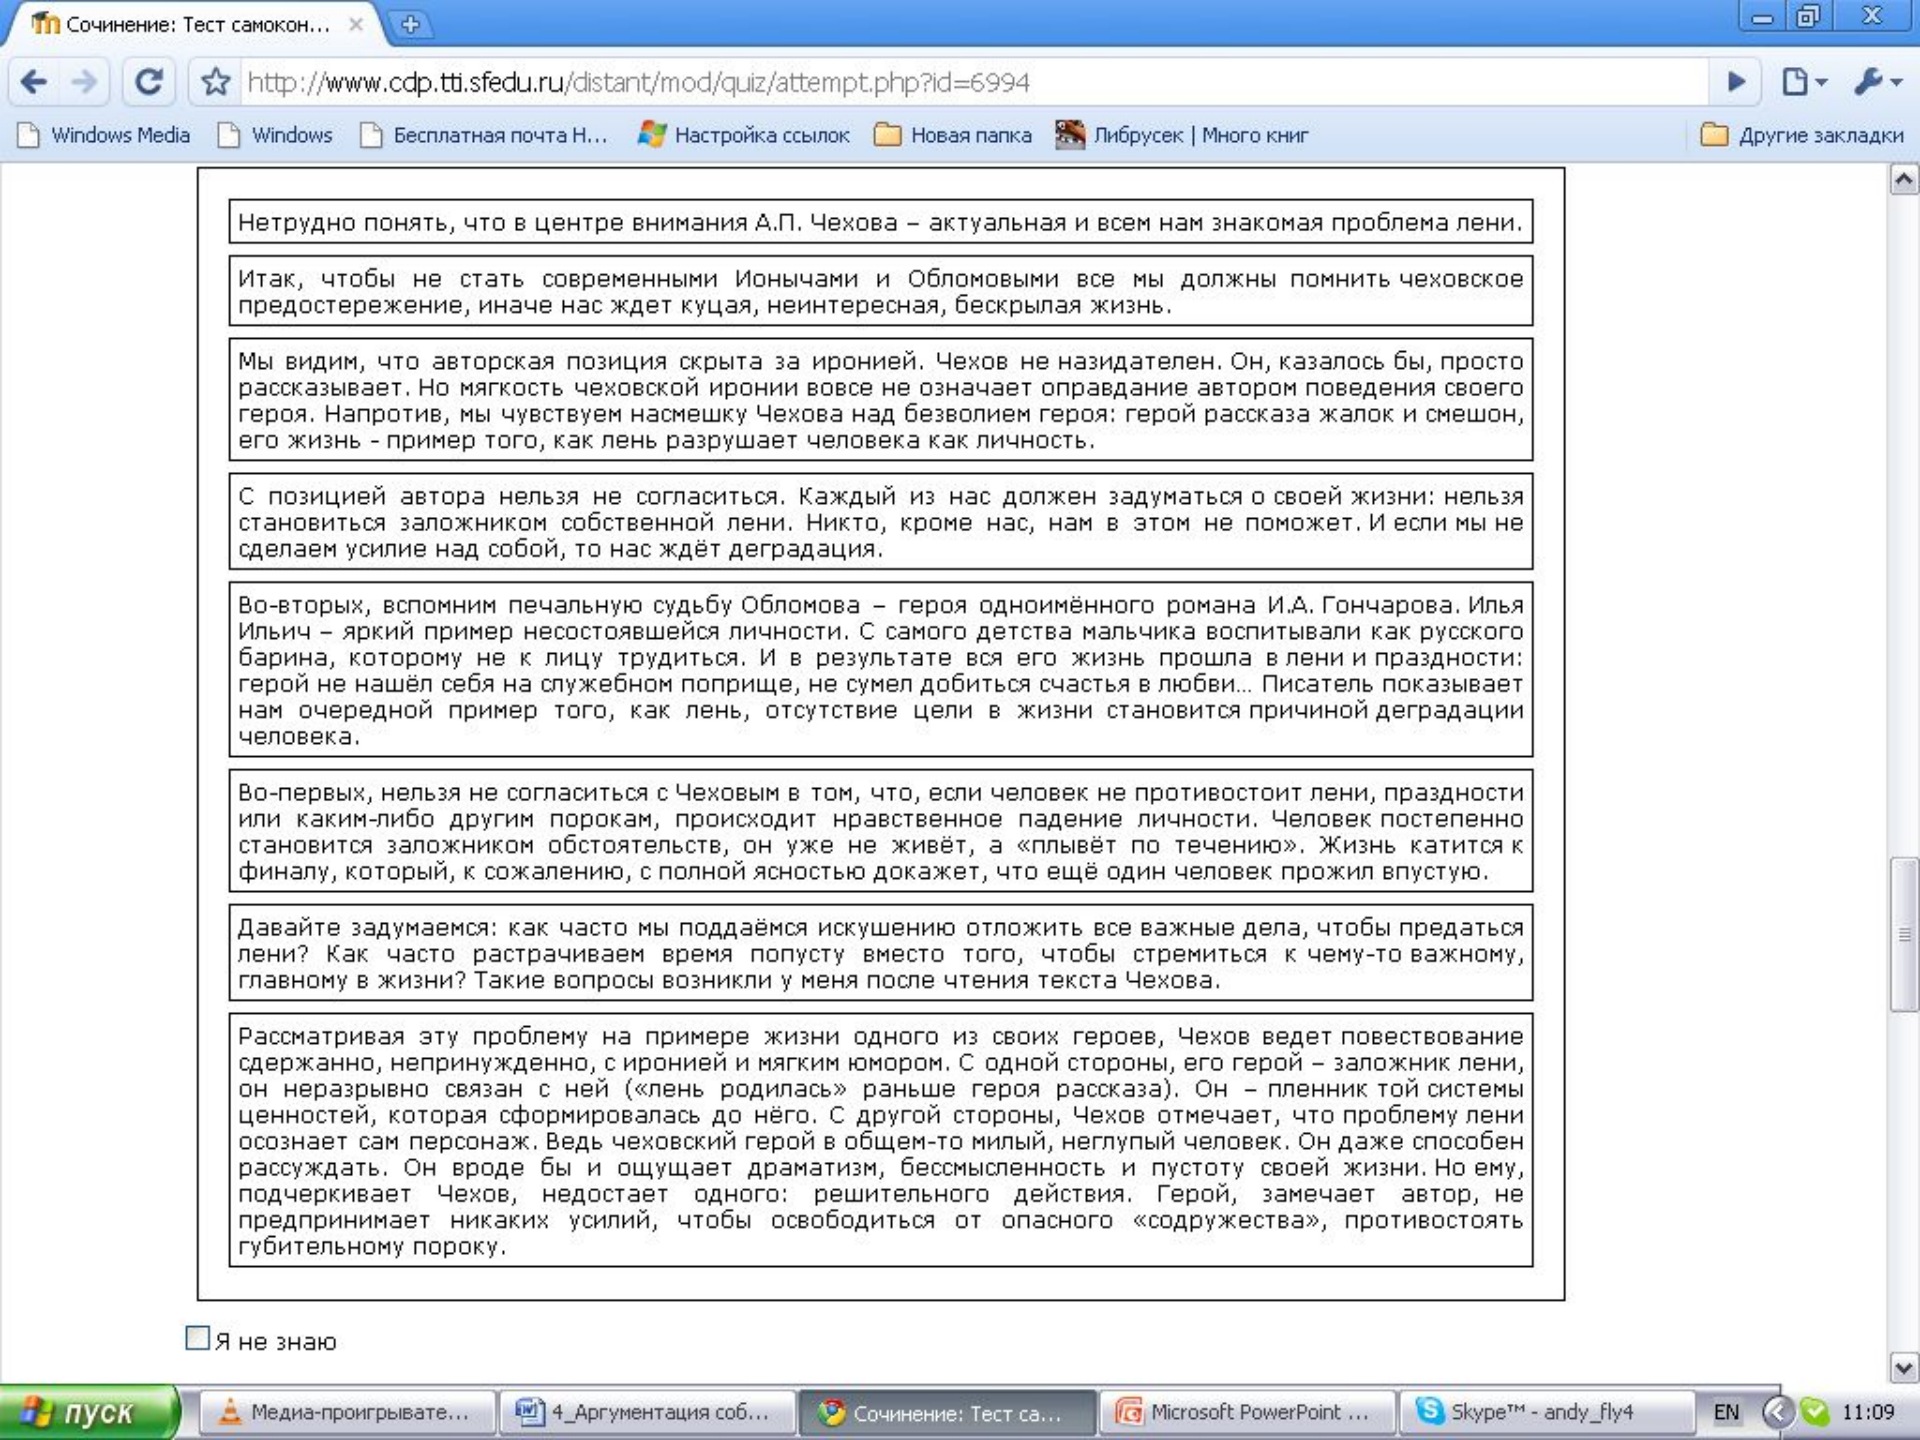 Сочинение: Тест самокон...
http://www.cdp.tti.sfedu.ru/distant/mod/quiz/attempt.php?id=6994
Windows Media
Windows
Бесплатная почта Н...
Настройка ссылок
Новая папка
Либрусек | Много книг
Другие закладки
Нетрудно понять, что в центре внимания А.П. Чехова – актуальная и всем нам знакомая проблема лени.
Итак, чтобы не стать современными Ионычами и Обломовыми все мы должны помнить чеховское
предостережение, иначе нас ждет куцая, неинтересная, бескрылая жизнь.
Мы видим, что авторская позиция скрыта за иронией. Чехов не назидателен. Он, казалось бы, просто
рассказывает. Но мягкость чеховской иронии вовсе не означает оправдание автором поведения своего
героя. Напротив, мы чувствуем насмешку Чехова над безволием героя: герой рассказа жалок и смешон,
его жизнь - пример того, как лень разрушает человека как личность.
С позицией автора нельзя не согласиться. Каждый из нас должен задуматься о своей жизни: нельзя
становиться заложником собственной лени. Никто, кроме нас, нам в этом не поможет. И если мы не
сделаем усилие над собой, то нас ждёт деградация.
Во-вторых, вспомним печальную судьбу Обломова – героя одноимённого романа И.А. Гончарова. Илья
Ильич – яркий пример несостоявшейся личности. С самого детства мальчика воспитывали как русского
барина, которому не к лицу трудиться. И в результате вся его жизнь прошла в лени и праздности:
герой не нашёл себя на служебном поприще, не сумел добиться счастья в любви... Писатель показывает
нам очередной пример того, как лень, отсутствие цели в жизни становится причиной деградации
человека.
Во-первых, нельзя не согласиться с Чеховым в том, что, если человек не противостоит лени, праздности
или каким-либо другим порокам, происходит нравственное падение личности. Человек постепенно
становится заложником обстоятельств, он уже не живёт, а «плывёт по течению». Жизнь катится к
финалу, который, к сожалению, с полной ясностью докажет, что ещё один человек прожил впустую.
Давайте задумаемся: как часто мы поддаёмся искушению отложить все важные дела, чтобы предаться
лени? Как часто растрачиваем время попусту вместо того, чтобы стремиться к чему-то важному,
главному в жизни? Такие вопросы возникли у меня после чтения текста Чехова.
Рассматривая эту проблему на примере жизни одного из своих героев, Чехов ведет повествование
сдержанно, непринужденно, с иронией и мягким юмором. С одной стороны, его герой – заложник лени,
он неразрывно связан с ней («лень родилась» раньше героя рассказа). Он – пленник той системы
ценностей, которая сформировалась до нёго. С другой стороны, Чехов отмечает, что проблему лени
осознает сам персонаж. Ведь чеховский герой в общем-то милый, неглупый человек. Он даже способен
рассуждать. Он вроде бы и ощущает драматизм, бессмысленность и пустоту своей жизни. Но ему,
подчеркивает Чехов, недостает одного: решительного действия. Герой, замечает автор, не
предпринимает никаких усилий, чтобы освободиться от опасного «содружества», противостоять
губительному пороку.
Я не знаю
пуск
Медиа-проигрывате...
4_Аргументация соб...
Сочинение: Тест са...
Microsoft PowerPoint ...
Skype™ - andy_fly4
EN
11:09